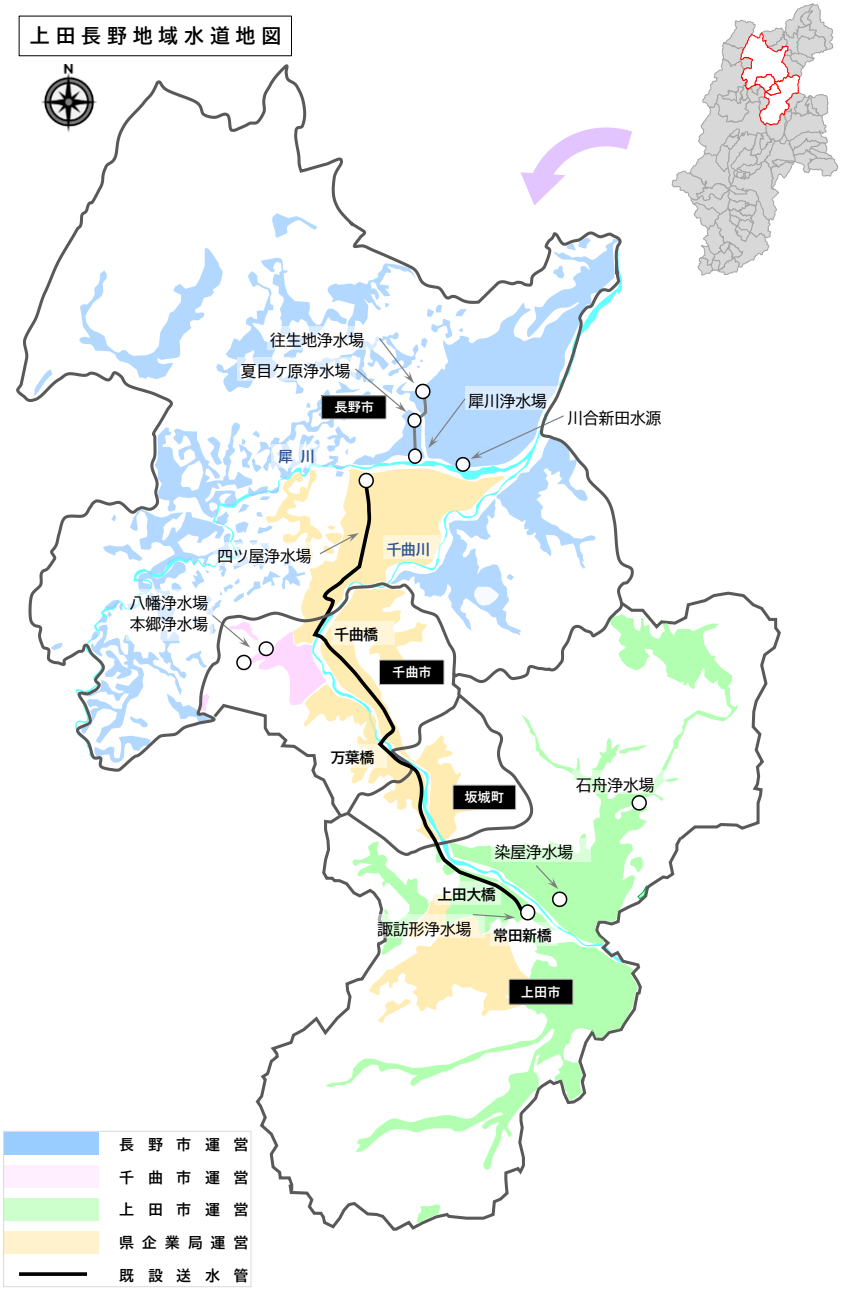 上田長野地域水道地図
N
往生地浄水場
夏目ケ原浄水場
長野市
犀川浄水場
川合新田水源
犀川
四ツ屋浄水場
千曲川
八幡浄水場
本郷浄水場
千曲橋
千曲市
万葉橋
坂城町
石舟浄水場
染屋浄水場
上田大橋
諏訪形浄水場
常田新橋
上田市
長野市運営
千曲市運営
上田市運営
県企業局運営
既設送水管